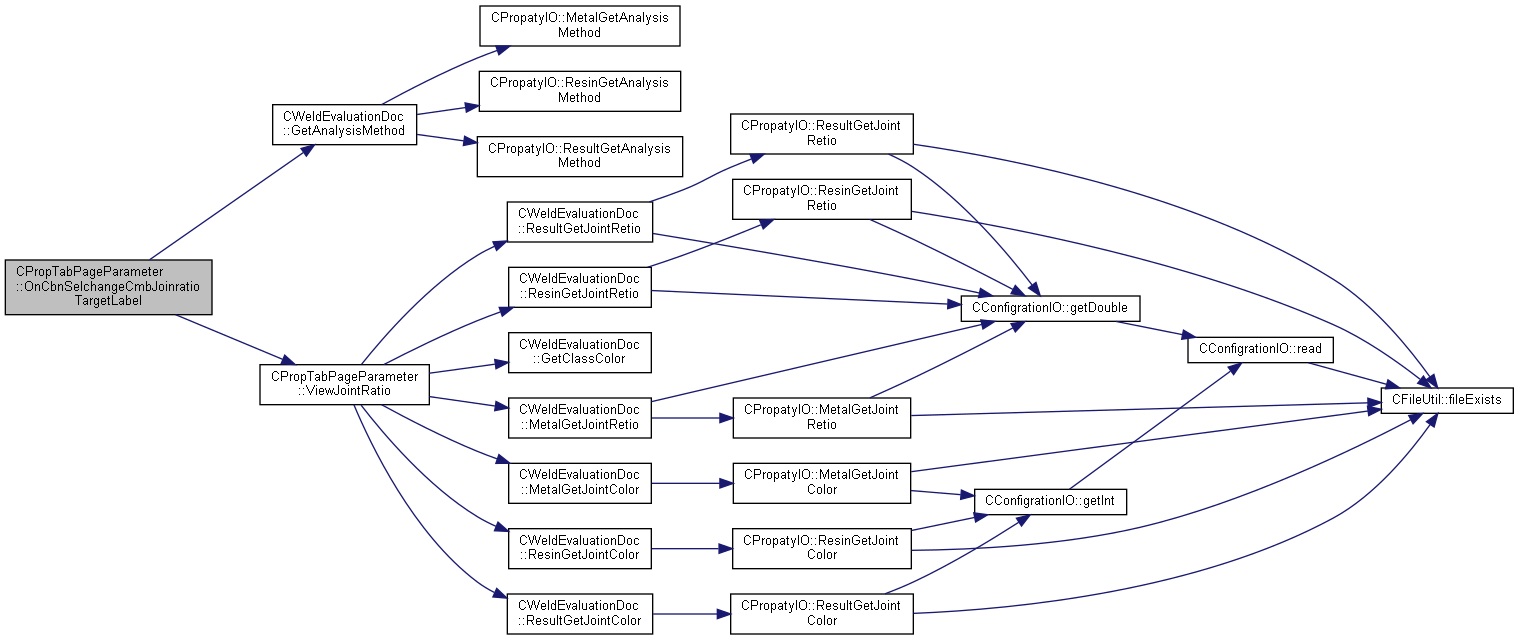 CPropatyIO::MetalGetAnalysis
Method
CPropatyIO::ResinGetAnalysis
Method
CWeldEvaluationDoc
::GetAnalysisMethod
CPropatyIO::ResultGetAnalysis
Method
CPropatyIO::ResultGetJoint
Retio
CPropatyIO::ResinGetJoint
Retio
CWeldEvaluationDoc
::ResultGetJointRetio
CPropTabPageParameter
::OnCbnSelchangeCmbJoinratio
TargetLabel
CWeldEvaluationDoc
::ResinGetJointRetio
CConfigrationIO::getDouble
CWeldEvaluationDoc
::GetClassColor
CConfigrationIO::read
CPropTabPageParameter
::ViewJointRatio
CFileUtil::fileExists
CWeldEvaluationDoc
::MetalGetJointRetio
CPropatyIO::MetalGetJoint
Retio
CWeldEvaluationDoc
::MetalGetJointColor
CPropatyIO::MetalGetJoint
Color
CConfigrationIO::getInt
CWeldEvaluationDoc
::ResinGetJointColor
CPropatyIO::ResinGetJoint
Color
CWeldEvaluationDoc
::ResultGetJointColor
CPropatyIO::ResultGetJoint
Color